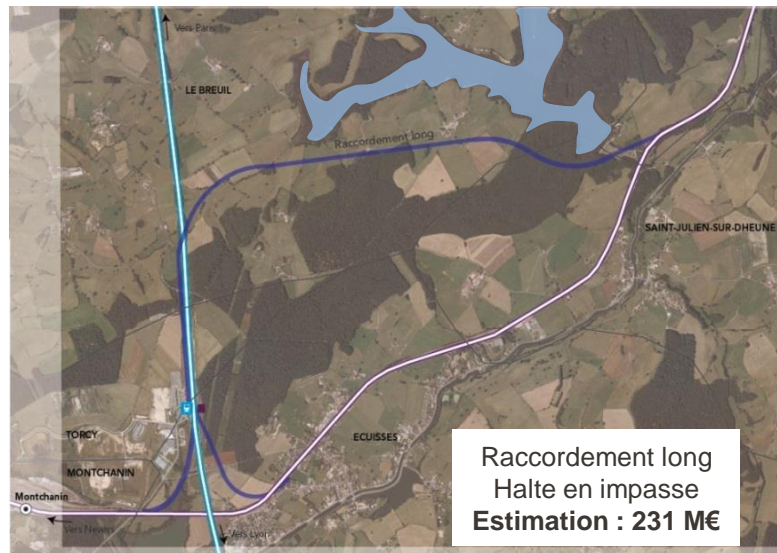 Vers Paris
LE BREUIL
Raccordement long
SAINT-JULIEN-SUR-DHEUNE
TORCY
ECUISSES
MONTCHANIN
Montchanin
Vers Nevers
Vers Lyon
Raccordement long
Halte en impasse
Estimation : 231 M€